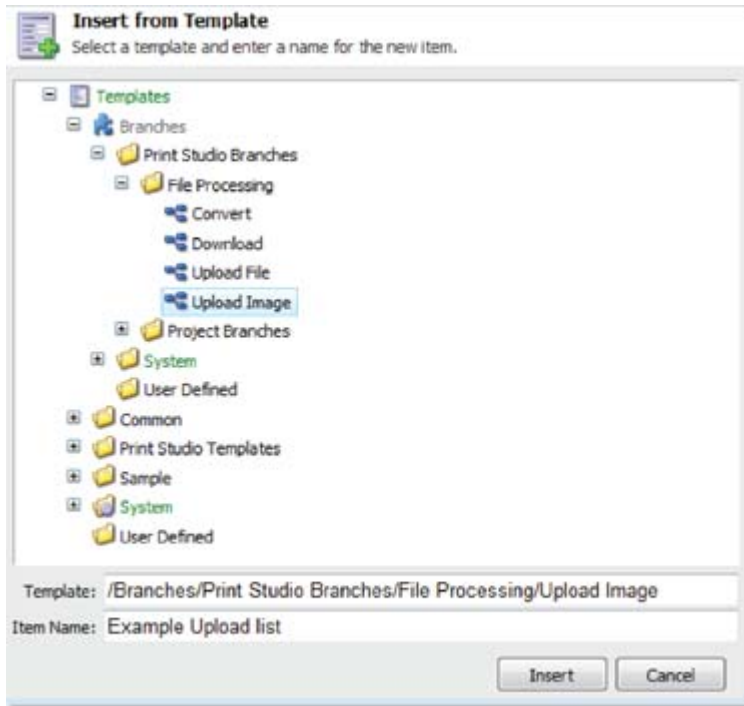 Insert from Template
Select a template and enter a name for the new item.
Templates
Branches
Print Studio Branches
File Processing
Convert
Download
Upload File
Upload Image
Project Branches
System
User Defined
Common
Print Studio Templates
Sample
System
User Defined
Template: /Branches/Print Studio Branches/File Processing/Upload Image
Item Name: Example Upload list
Insert Cancel